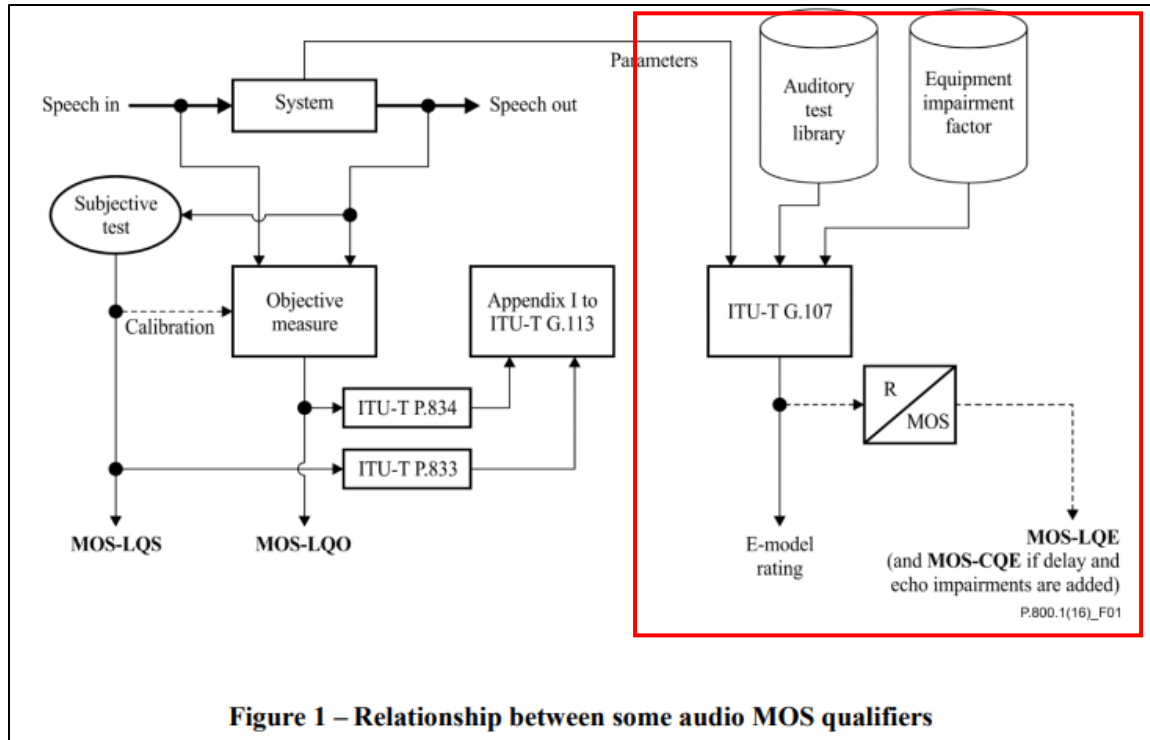 Parameters
Speech in
System
Speech out
Auditory
test
library
Equipment
impairment
factor
Subjective
test
Calibration
Objective
measure
Appendix I to
ITU-T G.113
ITU-T G.107
ITU-T P.834
ITU-T P.833
R
MOS
MOS-LQS
MOS-LQO
E-model
rating
MOS-LQE
(and MOS-CQE if delay and
echo impairments are added)
P.800.1(16)_F01
Figure 1 – Relationship between some audio MOS qualifiers